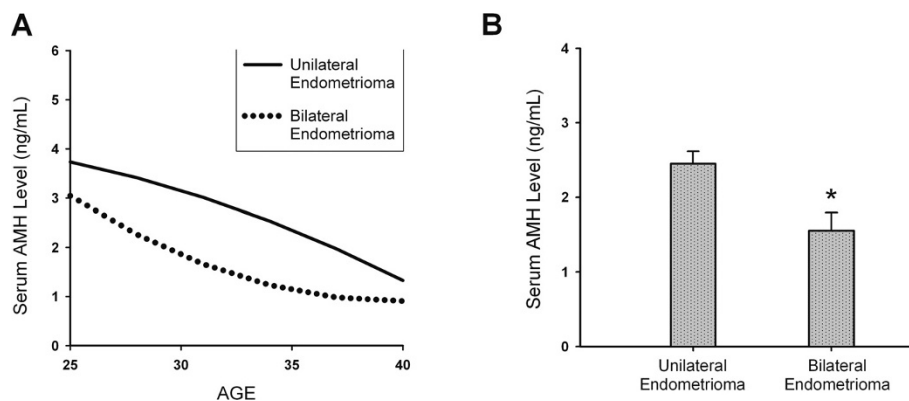 A
Serum AMH Level (ng/mL)
6
5
4
3
2
1
0
25
30
35
40
AGE
Unilateral
Endometrioma
Bilateral
Endometrioma
B
Serum AMH Level (ng/mL)
4
3
2
1
0
*
Unilateral
Endometrioma
Bilateral
Endometrioma